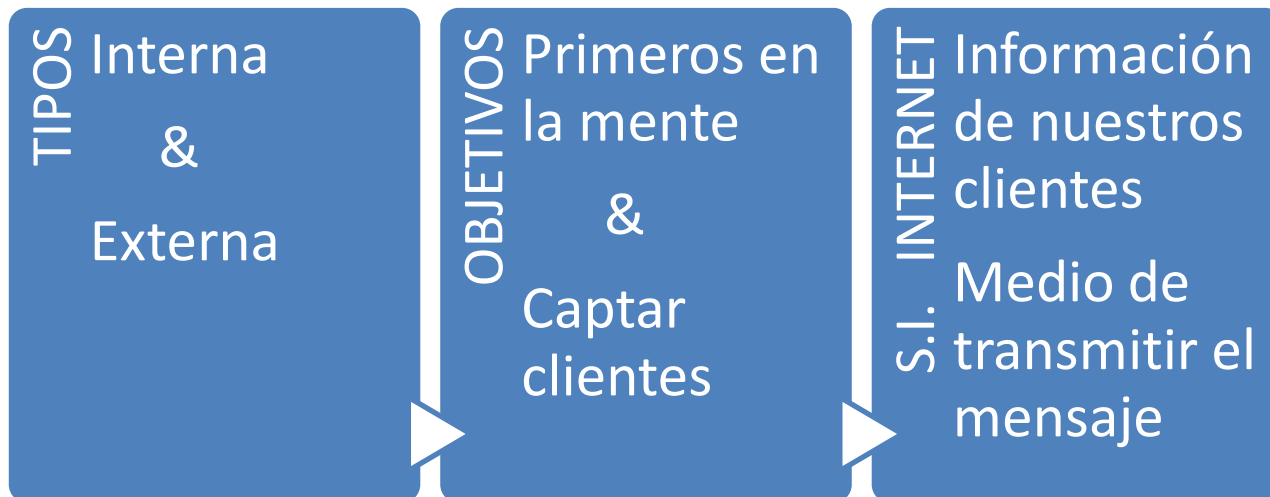 TIPOS
Interna
&
Externa
OBJETIVOS
Primeros en
la mente
&
Captar
clientes
S.I. INTERNET
Información
de nuestros
clientes
Medio de
transmitir el
mensaje